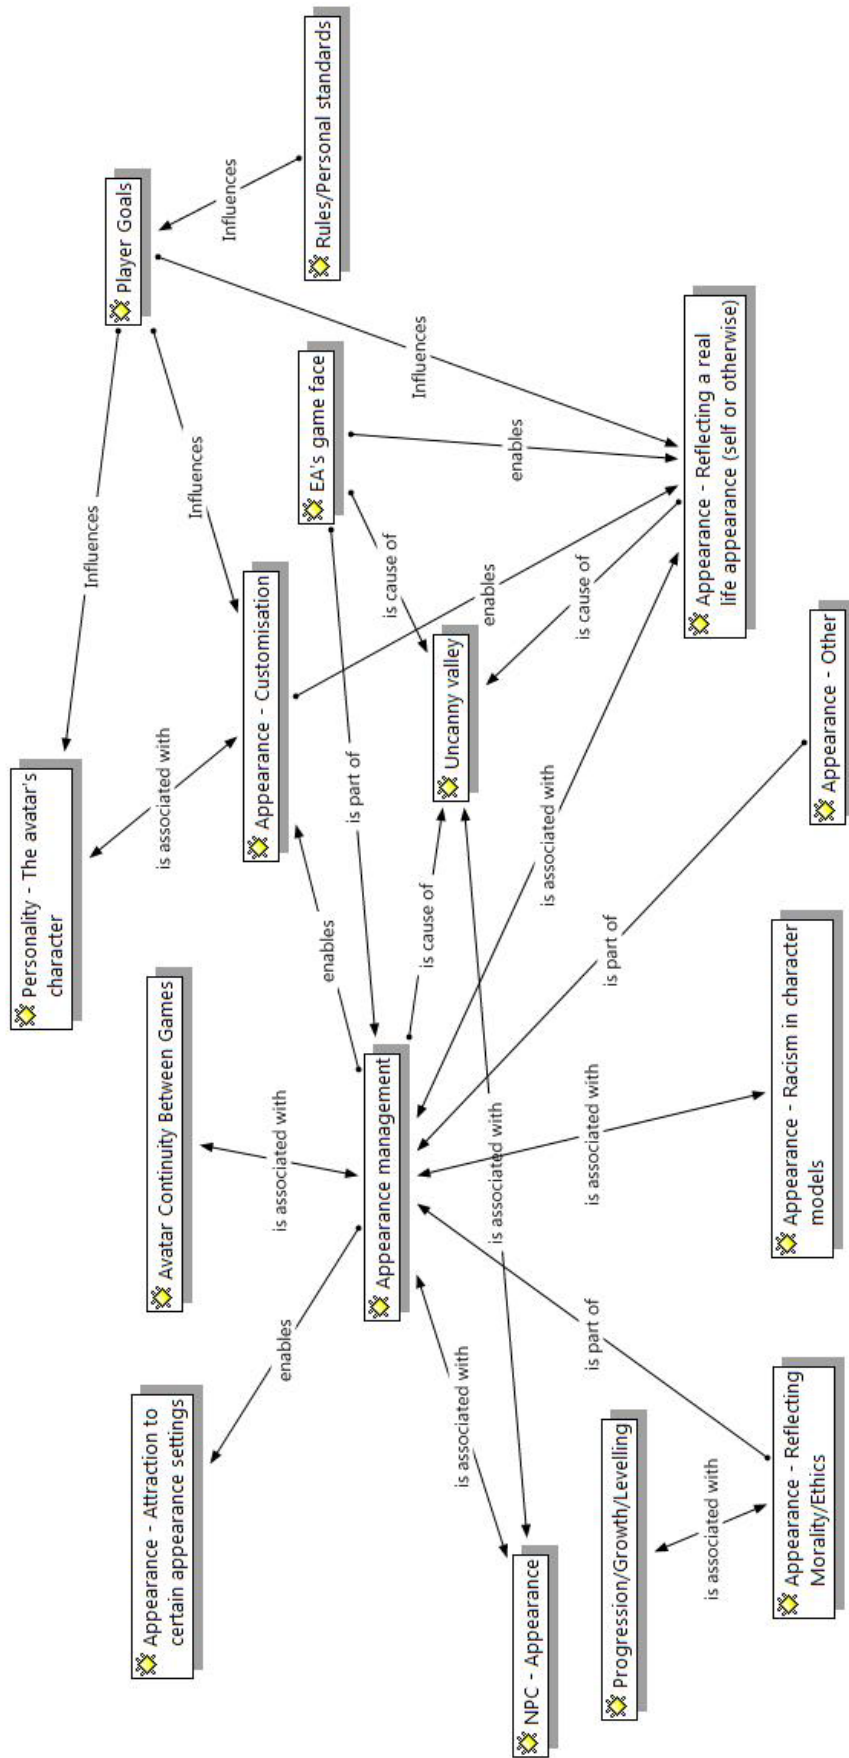 Appearance - Attraction to
certain appearance settings
Avatar Continuity Between Games
Personality - The avatar's
character
Player Goals
Influences
Influences
Influences
Rules/Personal standards
is associated with
enables
is associated with
Appearance - Customisation
EA's game face
enables
is part of
is cause of
Influences
enables
Appearance management
is cause of
Uncanny valley
is cause of
is associated with
is associated with
is associated with
NPC - Appearance
is associated with
is part of
Appearance - Reflecting a real
life appearance (self or otherwise)
Progression/Growth/Levelling
is part of
is associated with
Appearance - Reflecting
Morality/Ethics
Appearance - Racism in character
models
Appearance - Other